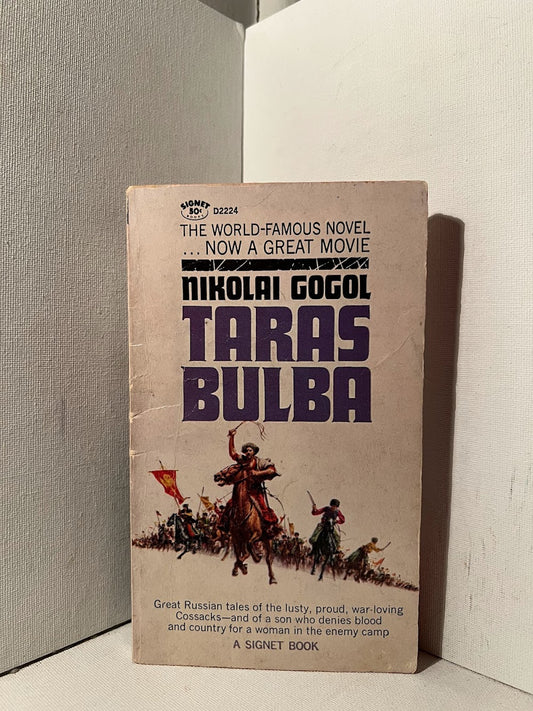 SIGNET
50¢
BOOKS
D2224
THE WORLD-FAMOUS NOVEL
... NOW A GREAT MOVIE
NIKOLAI GOGOL
TARAS
BULBA
Great Russian tales of the lusty, proud, war-loving
Cossacks—and of a son who denies blood
and country for a woman in the enemy camp
A SIGNET BOOK